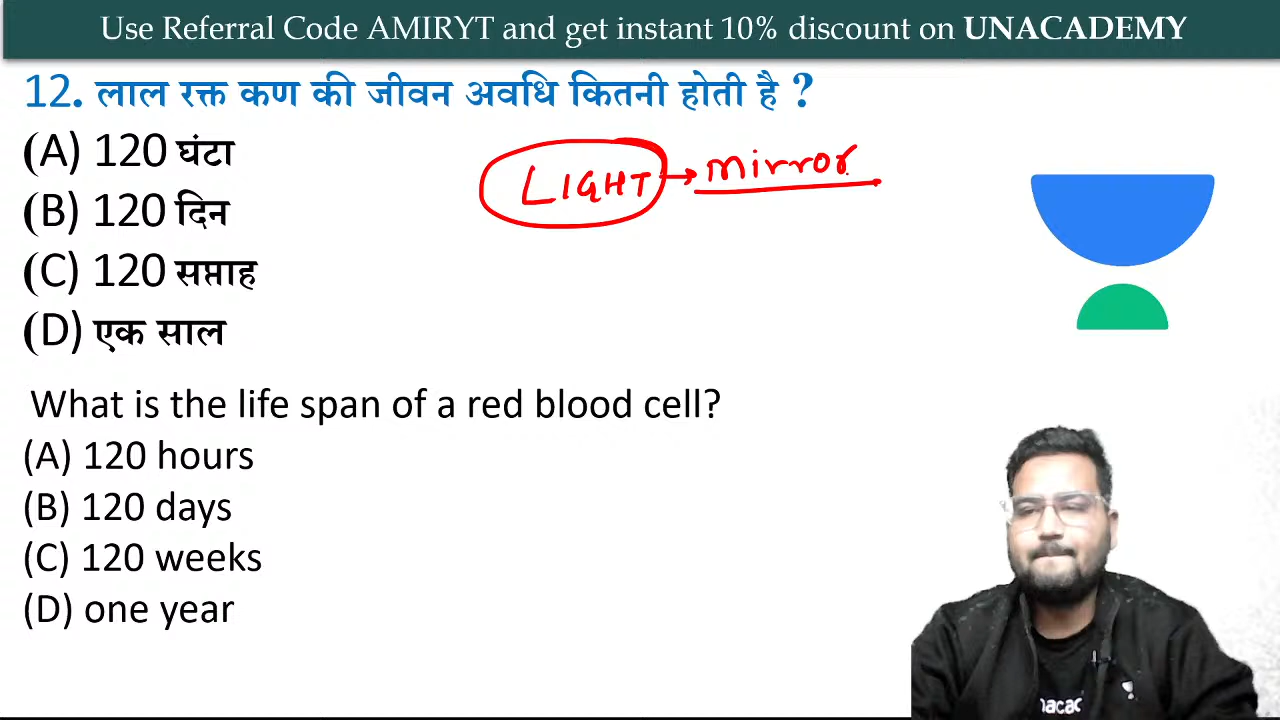 Use Referral Code AMIRYT and get instant 10% discount on UNACADEMY
12. लाल रक्त कण की जीवन अवधि कितनी होती है ?
(A) 120 घंटा
(B) 120 दिन
(C) 120 सप्ताह
(D) एक साल
LIGHT → mirror
What is the life span of a red blood cell?
(A) 120 hours
(B) 120 days
(C) 120 weeks
(D) one year